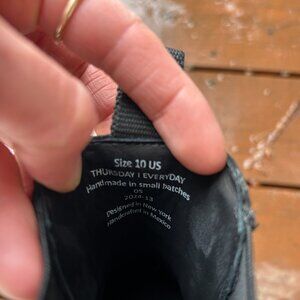 Size 10 US
THURSDAY | EVERYDAY
Handmade in small batches
05
2024-13
Designed in New York
Handcrafted in Mexico